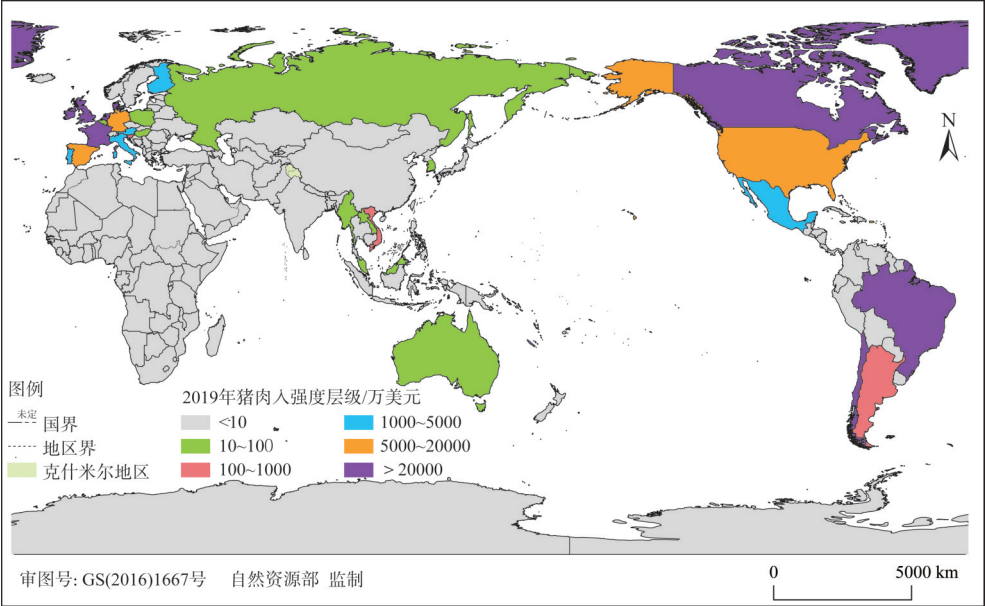 N
图例
未定 国界
地区界
克什米尔地区
2019年猪肉入强度层级/万美元
<10
10~100
100~1000
1000~5000
5000~20000
＞20000
审图号: GS(2016)1667号 自然资源部 监制
0 5000 km